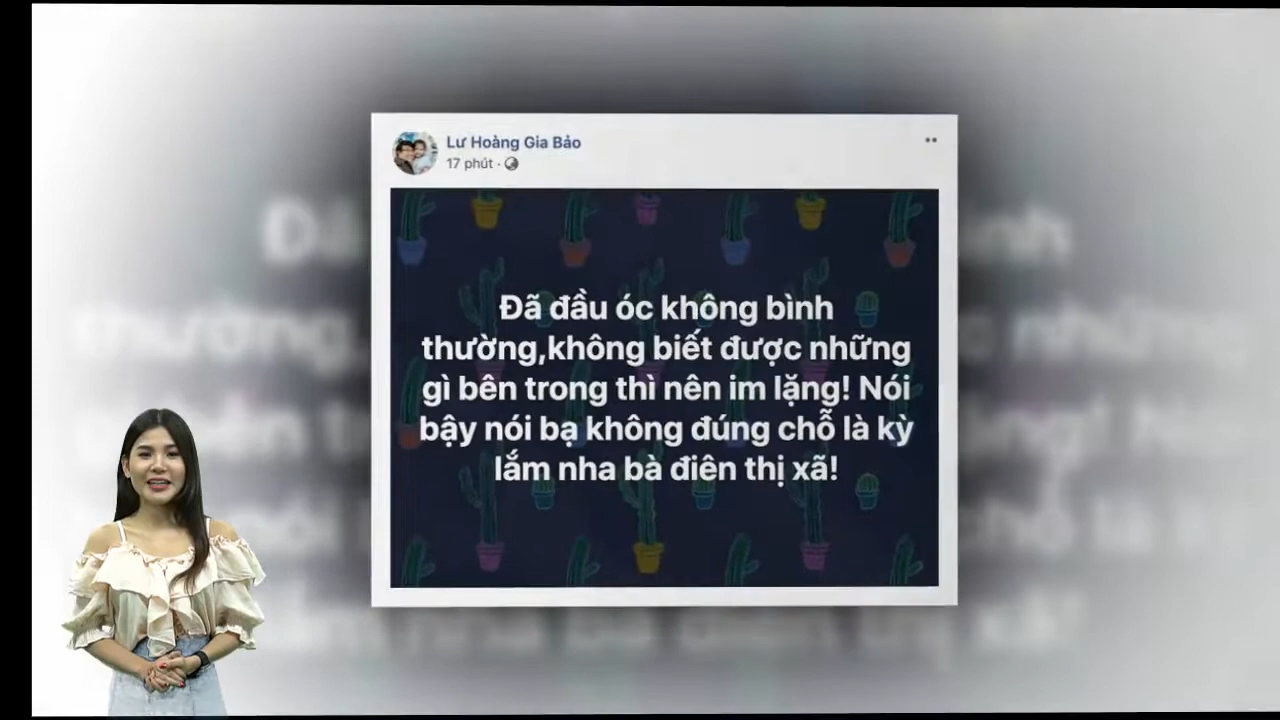 Lư Hoàng Gia Bảo
17 phút ·
Đã đầu óc không bình
thường,không biết được những
gì bên trong thì nên im lặng! Nói
bậy nói bạ không đúng chỗ là kỳ
lắm nha bà điên thị xã!